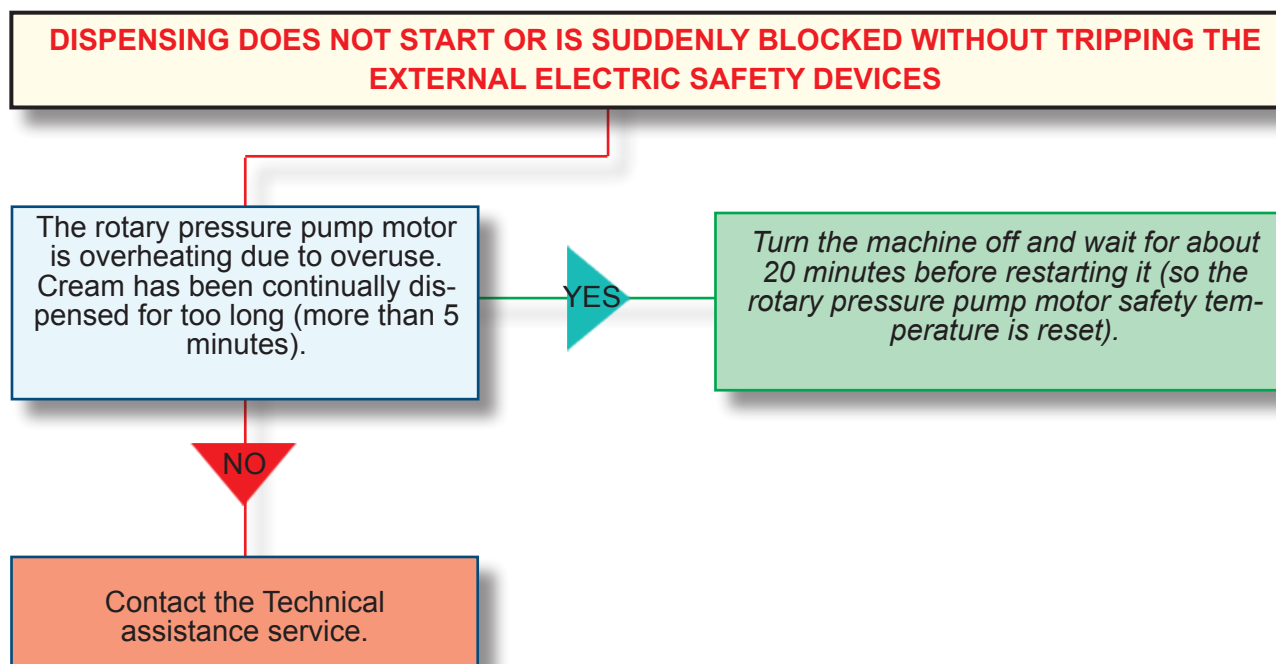 DISPENSING DOES NOT START OR IS SUDDENLY BLOCKED WITHOUT TRIPPING THE
EXTERNAL ELECTRIC SAFETY DEVICES
The rotary pressure pump motor
is overheating due to overuse.
Cream has been continually dis-
pensed for too long (more than 5
minutes).
YES
Turn the machine off and wait for about
20 minutes before restarting it (so the
rotary pressure pump motor safety tem-
perature is reset).
NO
Contact the Technical
assistance service.